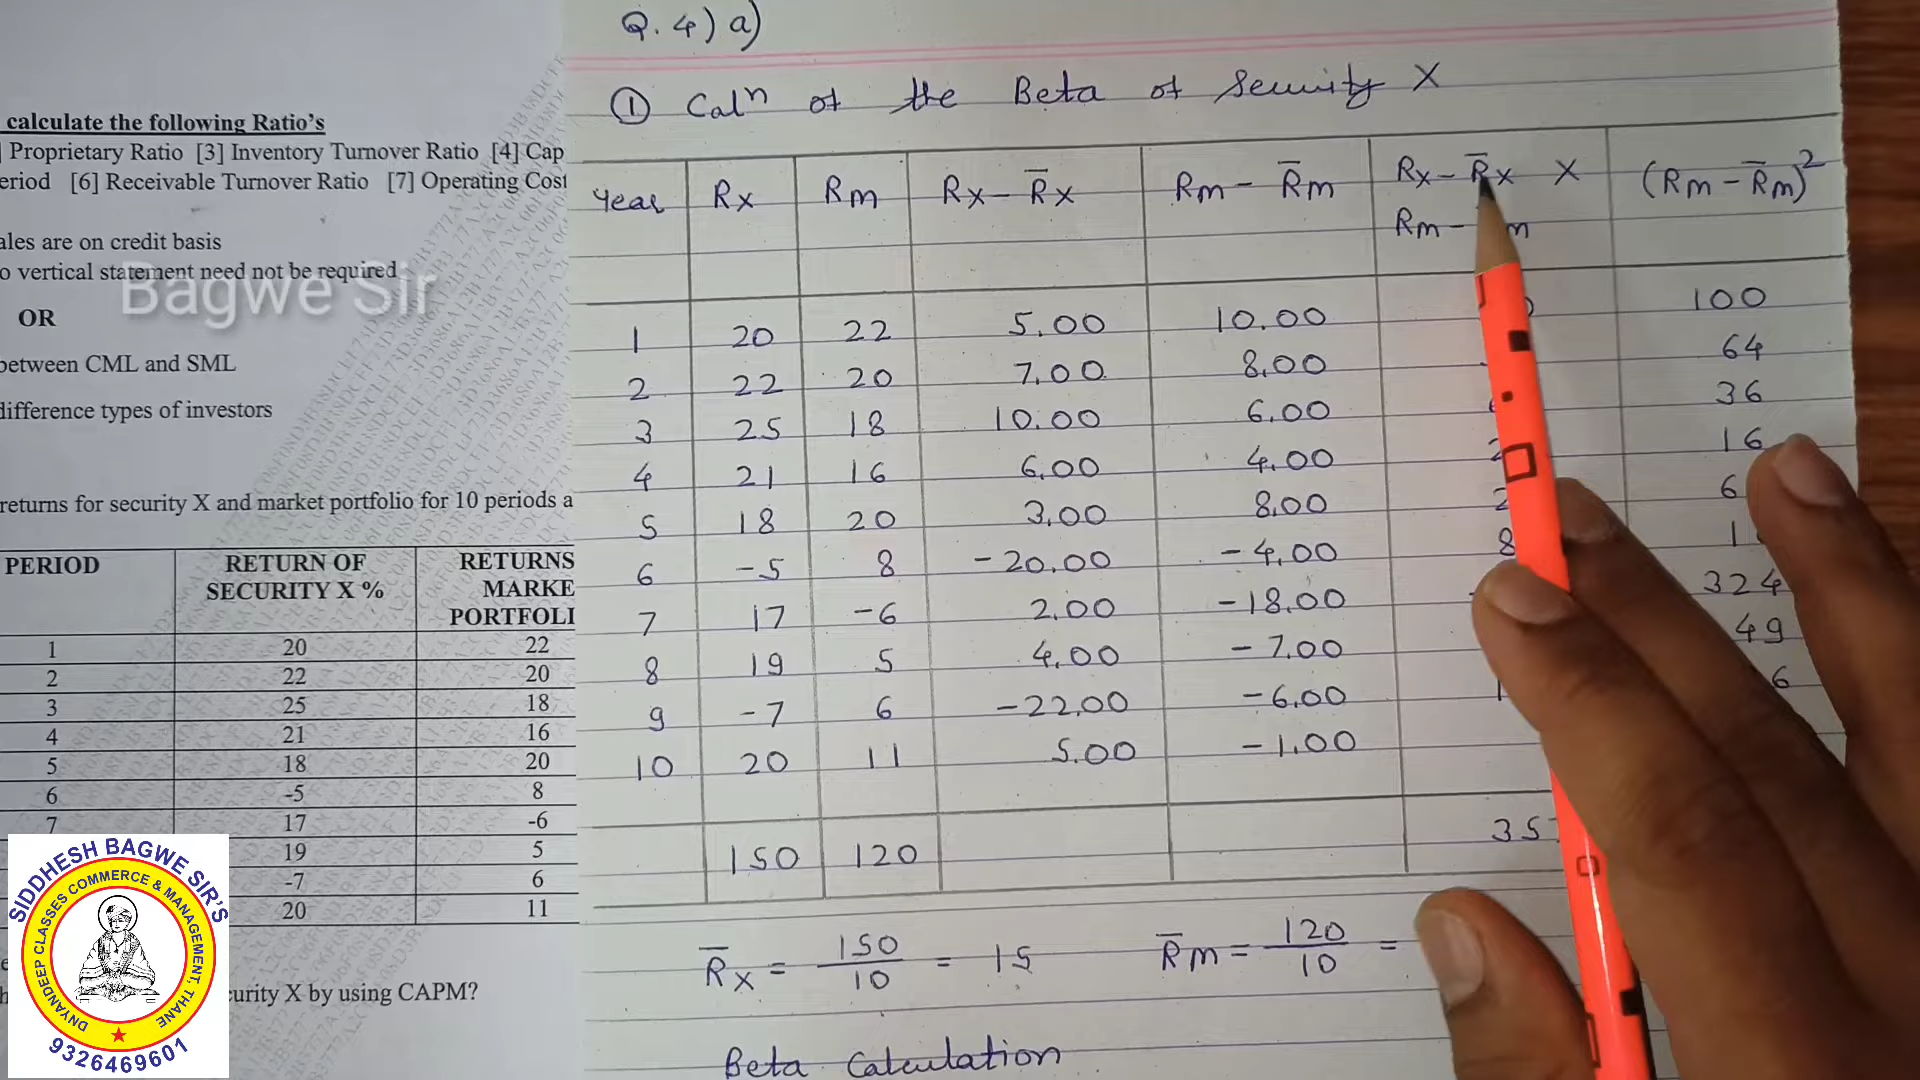 calculate the following Ratio's
Proprietary Ratio [3] Inventory Turnover Ratio [4] Cap
eriod [6] Receivable Turnover Ratio [7] Operating Cost
ales are on credit basis
o vertical statement need not be required
Bagwe Sir
OR
between CML and SML
difference types of investors
returns for security X and market portfolio for 10 periods a
PERIOD RETURN OF SECURITY X % RETURNS MARKE PORTFOLI
1 20 22
2 22 20
3 25 18
4 21 16
5 18 20
6 -5 8
7 17 -6
19 5
-7 6
20 11
curity X by using CAPM?
SIDDHESH BAGWE SIR'S
DNYANDEEP CLASSES COMMERCE & MANAGEMENT, THANE
9326469601
Q. 4) a)
① Calⁿ of the Beta of Security X
Year Rx Rm Rx - R̅x Rm - R̅m Rx - R̅x X (Rm - R̅m)²
Rm - m
1 20 22 5.00 10.00 100
2 22 20 7.00 8.00 64
3 25 18 10.00 6.00 36
4 21 16 6.00 4.00 16
5 18 20 3.00 8.00 6
6 -5 8 -20.00 -4.00 8 1
7 17 -6 2.00 -18.00 324
8 19 5 4.00 -7.00 49
9 -7 6 -22.00 -6.00 1 6
10 20 11 5.00 -1.00
150 120 35
R̅x = 150/10 = 15 R̅m = 120/10 =
Beta Calculation